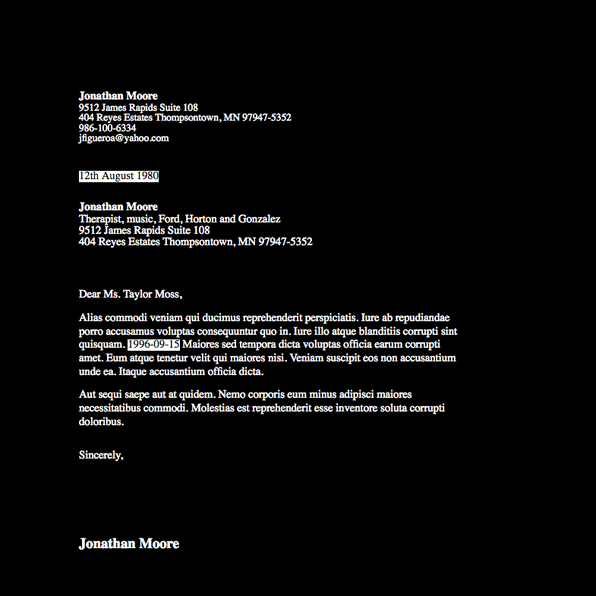 Jonathan Moore
9512 James Rapids Suite 108
404 Reyes Estates Thompsontown, MN 97947-5352
986-100-6334
jfigueroa@yahoo.com
12th August 1980
Jonathan Moore
Therapist, music, Ford, Horton and Gonzalez
9512 James Rapids Suite 108
404 Reyes Estates Thompsontown, MN 97947-5352
Dear Ms. Taylor Moss,
Alias commodi veniam qui ducimus reprehenderit perspiciatis. Iure ab repudiandae
porro accusamus voluptas consequuntur quo in. Iure illo atque blanditiis corrupti sint
quisquam. 1996-09-15 Maiores sed tempora dicta voluptas officia earum corrupti
amet. Eum atque tenetur velit qui maiores nisi. Veniam suscipit eos non accusantium
unde ea. Itaque accusantium officia dicta.
Aut sequi saepe aut at quidem. Nemo corporis eum minus adipisci maiores
necessitatibus commodi. Molestias est reprehenderit esse inventore soluta corrupti
doloribus.
Sincerely,
Jonathan Moore